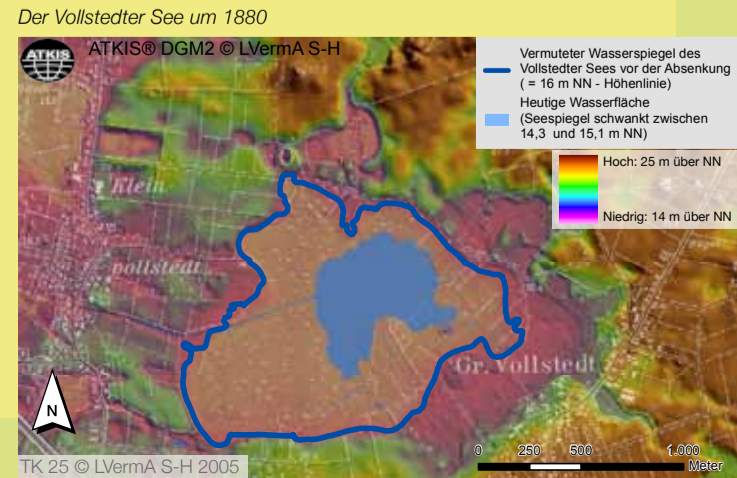 Der Vollstedter See um 1880
ATKIS
ATKIS® DGM2 © LVermA S-H
Vermuteter Wasserspiegel des
Vollstedter Sees vor der Absenkung
( = 16 m NN - Höhenlinie)
Heutige Wasserfläche
(Seespiegel schwankt zwischen
14,3 und 15,1 m NN)
Hoch: 25 m über NN
Niedrig: 14 m über NN
Klein
vollstedt
Gr. Vollstedt
N
0 250 500 1.000
Meter
TK 25 © LVermA S-H 2005